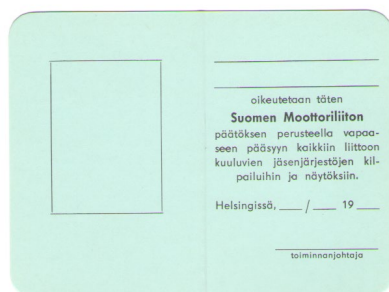 oikeutetaan täten
Suomen Moottoriliiton
päätöksen perusteella vapaa-
seen pääsyyn kaikkiin liittoon
kuuluvien jäsenjärjestöjen kil-
pailuihin ja näytöksiin.
Helsingissä, ___ / ___ 19 ___
toiminnanjohtaja